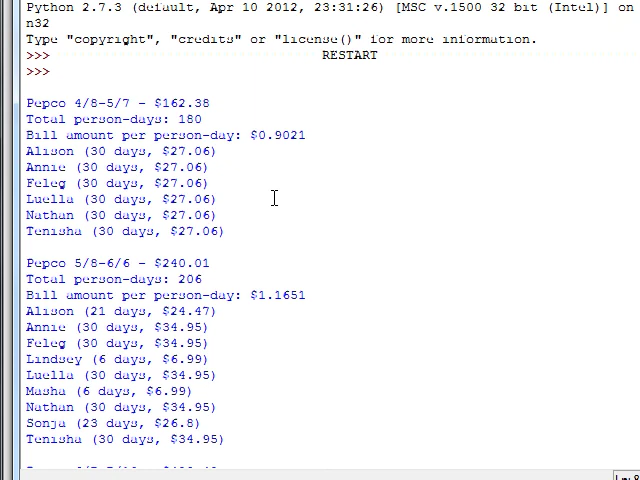 Python 2.7.3 (default, Apr 10 2012, 23:31:26) [MSC v.1500 32 bit (Intel)] on
n32
Type "copyright", "credits" or "license()" for more information.
>>> RESTART
>>>
Pepco 4/8-5/7 - $162.38
Total person-days: 180
Bill amount per person-day: $0.9021
Alison (30 days, $27.06)
Annie (30 days, $27.06)
Feleg (30 days, $27.06)
Luella (30 days, $27.06)
Nathan (30 days, $27.06)
Tenisha (30 days, $27.06)
Pepco 5/8-6/6 - $240.01
Total person-days: 206
Bill amount per person-day: $1.1651
Alison (21 days, $24.47)
Annie (30 days, $34.95)
Feleg (30 days, $34.95)
Lindsey (6 days, $6.99)
Luella (30 days, $34.95)
Masha (6 days, $6.99)
Nathan (30 days, $34.95)
Sonja (23 days, $26.8)
Tenisha (30 days, $34.95)